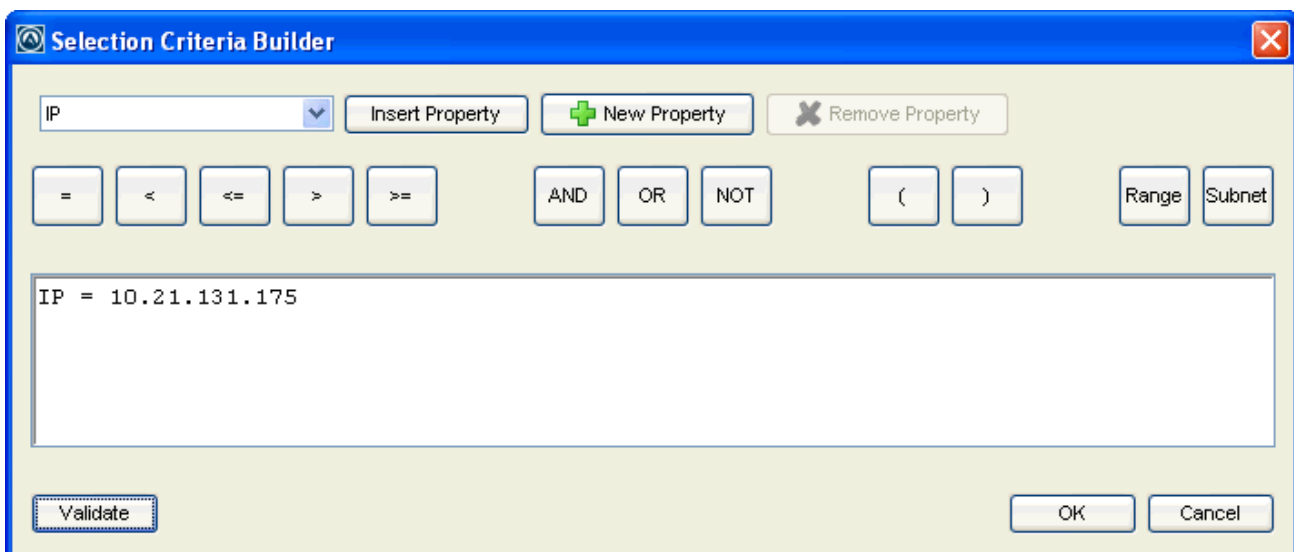 Selection Criteria Builder
IP Insert Property New Property Remove Property
= < <= > >= AND OR NOT ( ) Range Subnet
IP = 10.21.131.175
Validate OK Cancel